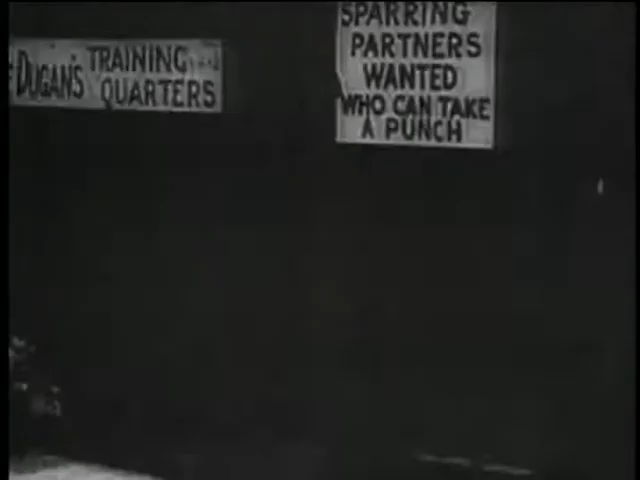 DUGAN'S TRAINING
QUARTERS
SPARRING
PARTNERS
WANTED
WHO CAN TAKE
A PUNCH